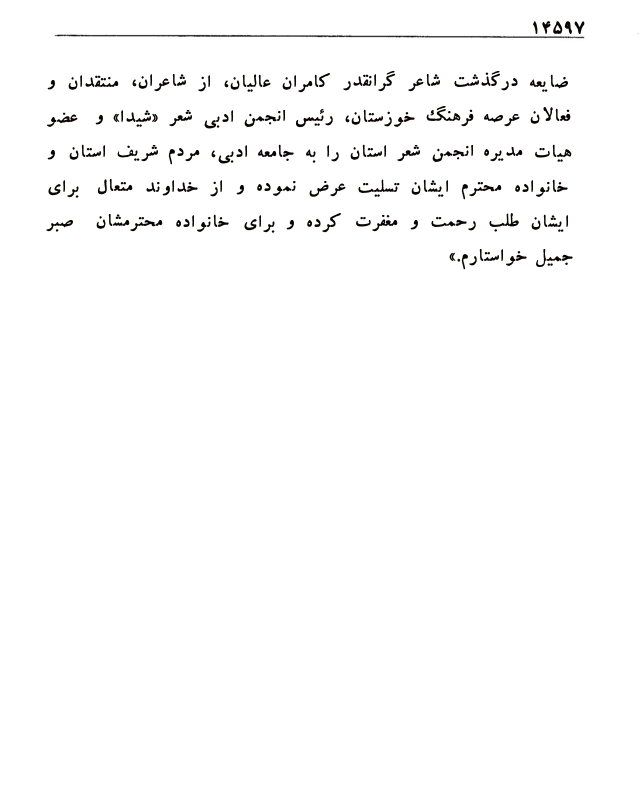 ۱۴۵۹۷
ضایعه درگذشت شاعر گرانقدر کامران عالیان، از شاعران، منتقدان و
فعالان عرصه فرهنگ خوزستان، رئیس انجمن ادبی شعر «شیدا» و عضو
هیات مدیره انجمن شعر استان را به جامعه ادبی، مردم شریف استان و
خانواده محترم ایشان تسلیت عرض نموده و از خداوند متعال برای
ایشان طلب رحمت و مغفرت کرده و برای خانواده محترمشان صبر
جمیل خواستارم.»